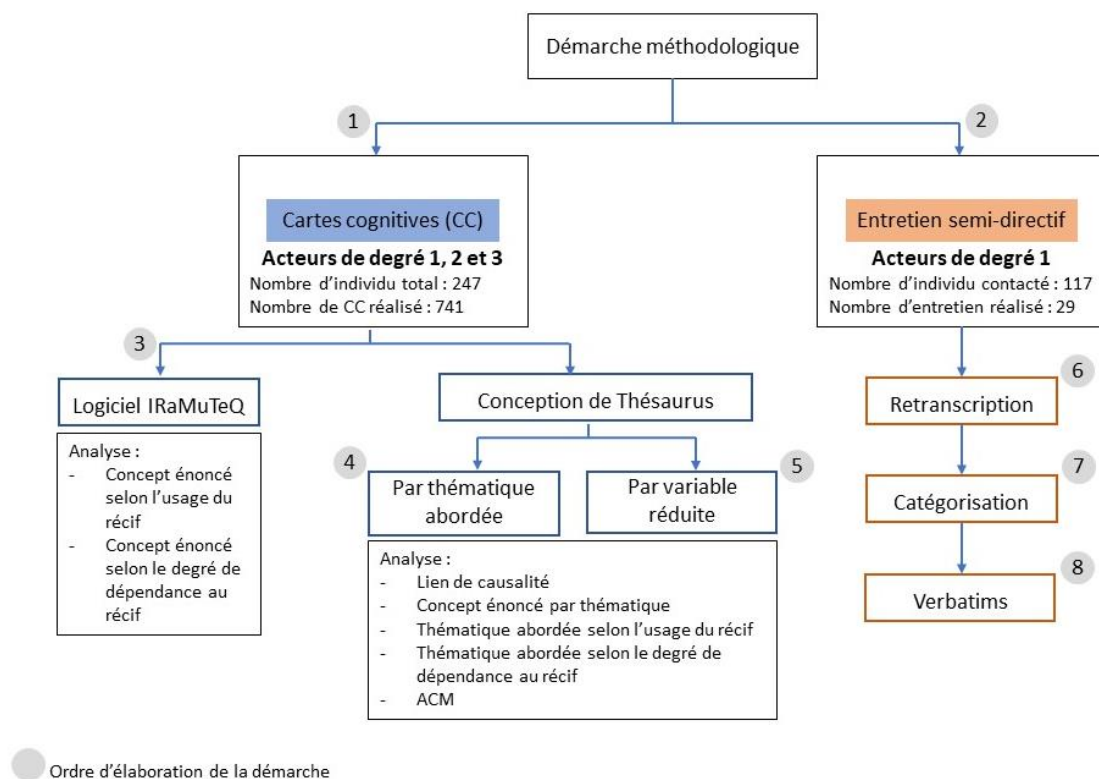 Démarche méthodologique
1
2
Cartes cognitives (CC)
Acteurs de degré 1, 2 et 3
Nombre d'individu total : 247
Nombre de CC réalisé : 741
Entretien semi-directif
Acteurs de degré 1
Nombre d'individu contacté : 117
Nombre d'entretien réalisé : 29
3
Logiciel IRaMuTeQ
Analyse :
- Concept énoncé
selon l'usage du
récif
- Concept énoncé
selon le degré de
dépendance au
récif
Conception de Thésaurus
4
Par thématique
abordée
5
Par variable
réduite
Analyse :
- Lien de causalité
- Concept énoncé par thématique
- Thématique abordée selon l'usage du récif
- Thématique abordée selon le degré de
dépendance au récif
- ACM
6
Retranscription
7
Catégorisation
8
Verbatims
Ordre d'élaboration de la démarche